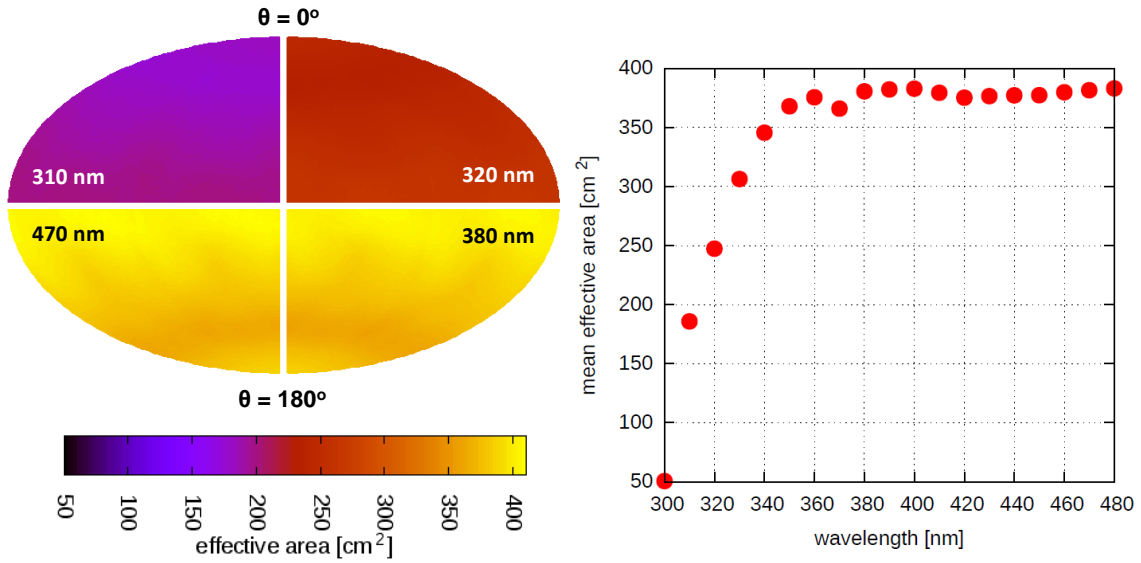 θ = 0º
310 nm
320 nm
470 nm
380 nm
θ = 180º
50 100 150 200 250 300 350 400
effective area [cm²]
400
350
300
250
200
150
100
50
mean effective area [cm²]
300 320 340 360 380 400 420 440 460 480
wavelength [nm]